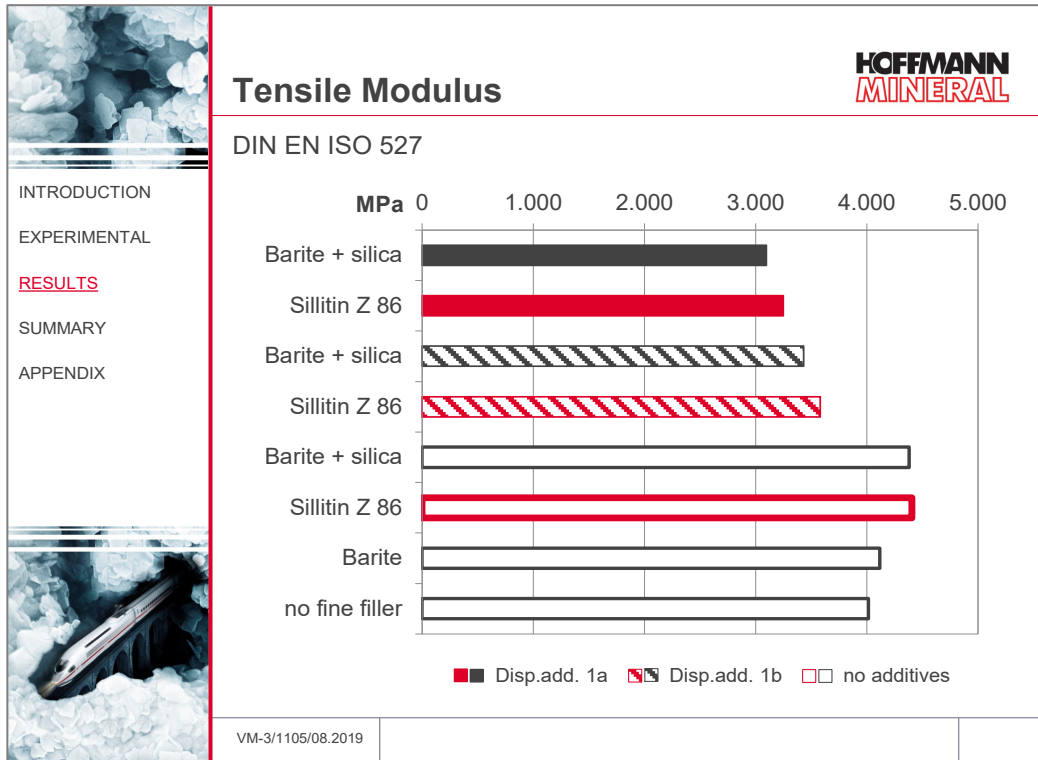 Tensile Modulus
HOFFMANN
MINERAL
DIN EN ISO 527
INTRODUCTION
EXPERIMENTAL
RESULTS
SUMMARY
APPENDIX
MPa 0 1.000 2.000 3.000 4.000 5.000
Barite + silica
Sillitin Z 86
Barite + silica
Sillitin Z 86
Barite + silica
Sillitin Z 86
Barite
no fine filler
Disp.add. 1a Disp.add. 1b no additives
VM-3/1105/08.2019